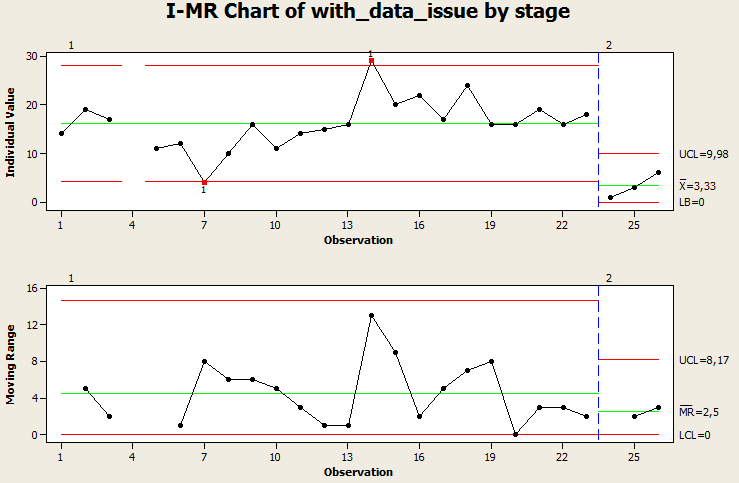 I-MR Chart of with_data_issue by stage
1 2
30
20
10
0
Individual Value
1
1
UCL=9,98
X=3,33
LB=0
1 4 7 10 13 16 19 22 25
Observation
1 2
16
12
8
4
0
Moving Range
UCL=8,17
MR=2,5
LCL=0
1 4 7 10 13 16 19 22 25
Observation